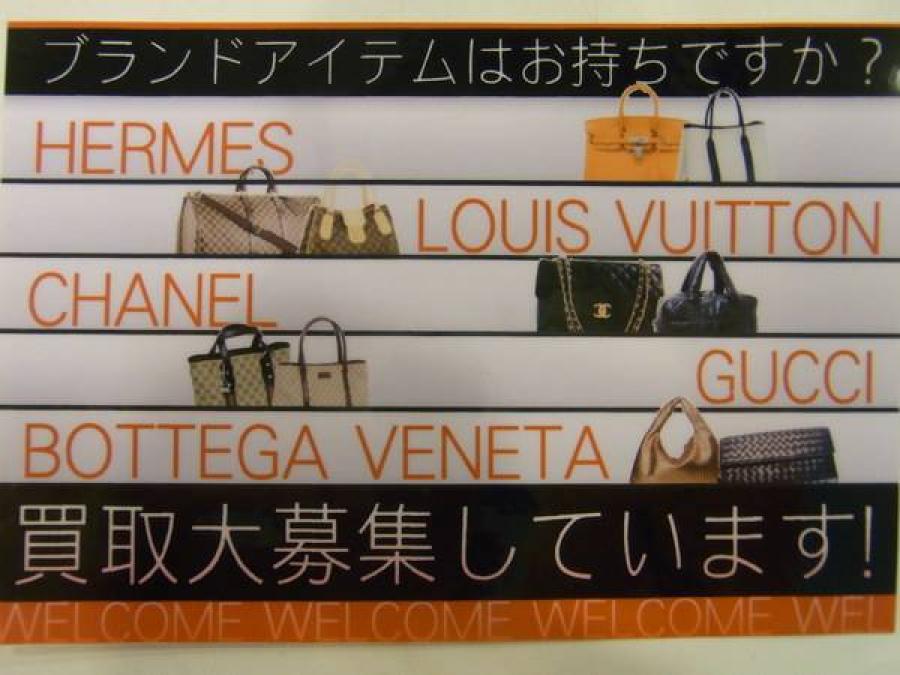 ブランドアイテムはお持ちですか？
HERMES
LOUIS VUITTON
CHANEL
GUCCI
BOTTEGA VENETA
買取大募集しています!
WELCOME WELCOME WELCOME WEL